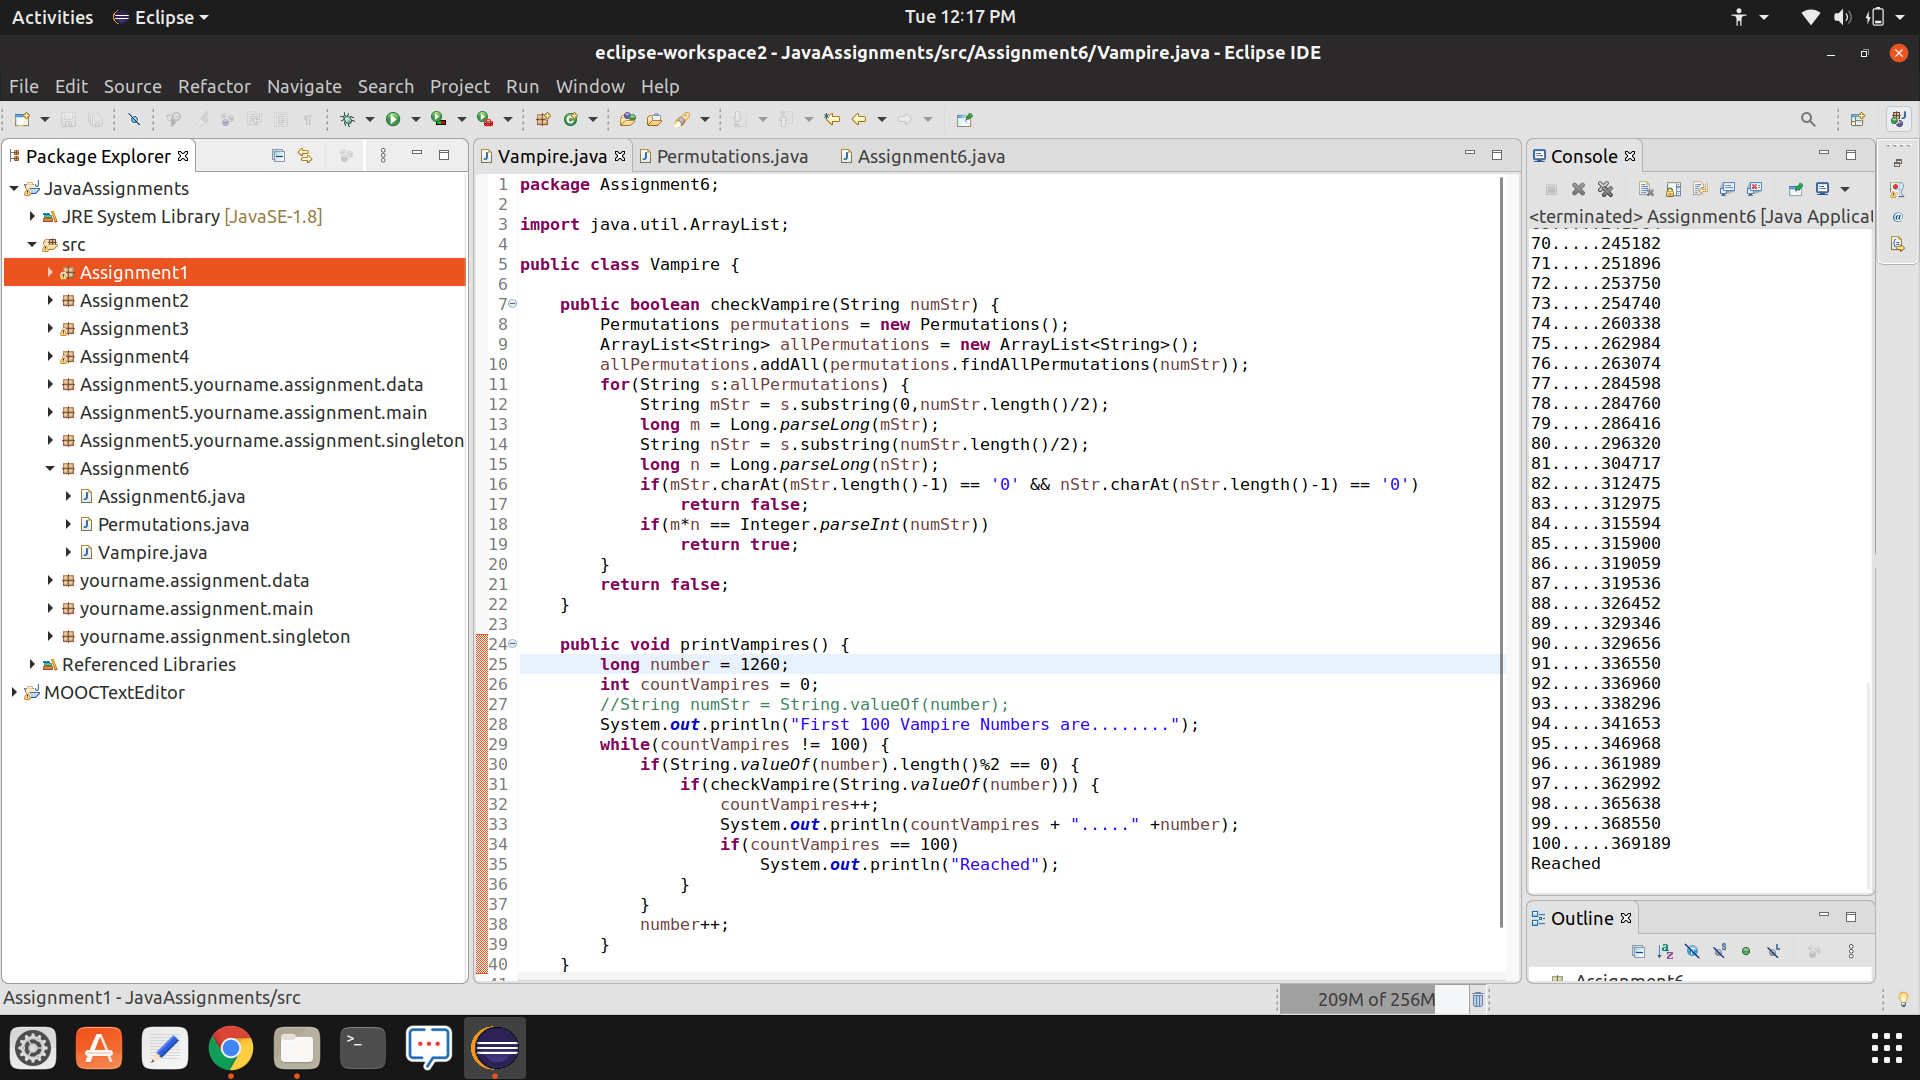 Activities Eclipse Tue 12:17 PM
eclipse-workspace2 - JavaAssignments/src/Assignment6/Vampire.java - Eclipse IDE
File Edit Source Refactor Navigate Search Project Run Window Help
Package Explorer
JavaAssignments
JRE System Library [JavaSE-1.8]
src
Assignment1
Assignment2
Assignment3
Assignment4
Assignment5.yourname.assignment.data
Assignment5.yourname.assignment.main
Assignment5.yourname.assignment.singleton
Assignment6
Assignment6.java
Permutations.java
Vampire.java
yourname.assignment.data
yourname.assignment.main
yourname.assignment.singleton
Referenced Libraries
MOOCTextEditor
Vampire.java Permutations.java Assignment6.java
1 package Assignment6;
2
3 import java.util.ArrayList;
4
5 public class Vampire {
6
7 public boolean checkVampire(String numStr) {
8 Permutations permutations = new Permutations();
9 ArrayList<String> allPermutations = new ArrayList<String>();
10 allPermutations.addAll(permutations.findAllPermutations(numStr));
11 for(String s:allPermutations) {
12 String mStr = s.substring(0,numStr.length()/2);
13 long m = Long.parseLong(mStr);
14 String nStr = s.substring(numStr.length()/2);
15 long n = Long.parseLong(nStr);
16 if(mStr.charAt(mStr.length()-1) == '0' && nStr.charAt(nStr.length()-1) == '0')
17 return false;
18 if(m*n == Integer.parseInt(numStr))
19 return true;
20 }
21 return false;
22 }
23
24 public void printVampires() {
25 long number = 1260;
26 int countVampires = 0;
27 //String numStr = String.valueOf(number);
28 System.out.println("First 100 Vampire Numbers are........");
29 while(countVampires != 100) {
30 if(String.valueOf(number).length()%2 == 0) {
31 if(checkVampire(String.valueOf(number))) {
32 countVampires++;
33 System.out.println(countVampires + "....." +number);
34 if(countVampires == 100)
35 System.out.println("Reached");
36 }
37 }
38 number++;
39 }
40 }
Console
<terminated> Assignment6 [Java Applicat
70.....245182
71.....251896
72.....253750
73.....254740
74.....260338
75.....262984
76.....263074
77.....284598
78.....284760
79.....286416
80.....296320
81.....304717
82.....312475
83.....312975
84.....315594
85.....315900
86.....319059
87.....319536
88.....326452
89.....329346
90.....329656
91.....336550
92.....336960
93.....338296
94.....341653
95.....346968
96.....361989
97.....362992
98.....365638
99.....368550
100.....369189
Reached
Outline
Assignment6
Assignment1 - JavaAssignments/src
209M of 256M